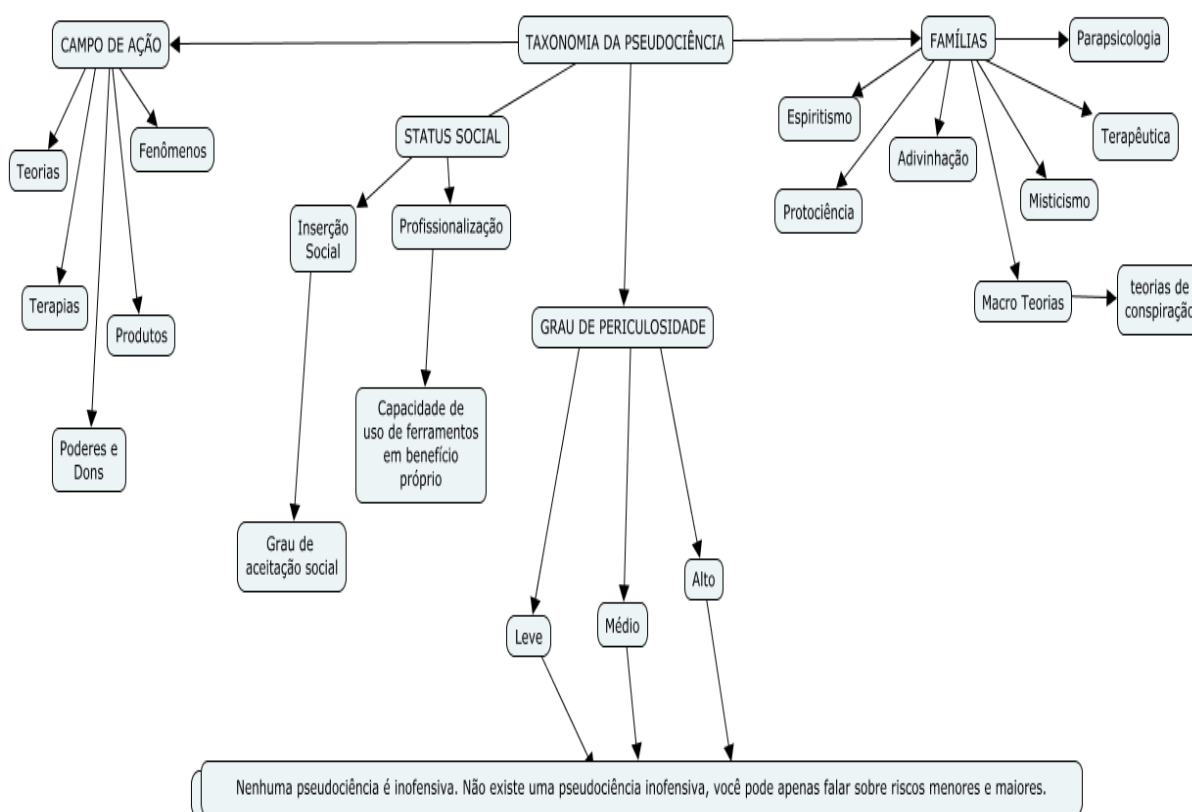 TAXONOMIA DA PSEUDOCIÊNCIA
CAMPO DE AÇÃO
Teorias
Fenômenos
Terapias
Produtos
Poderes e
Dons
STATUS SOCIAL
Inserção
Social
Profissionalização
Grau de
aceitação social
Capacidade de
uso de ferramentos
em benefício
próprio
GRAU DE PERICULOSIDADE
Leve
Médio
Alto
FAMÍLIAS
Parapsicologia
Espiritismo
Adivinhação
Terapêutica
Protociência
Misticismo
Macro Teorias
teorias de
conspiração
Nenhuma pseudociência é inofensiva. Não existe uma pseudociência inofensiva, você pode apenas falar sobre riscos menores e maiores.